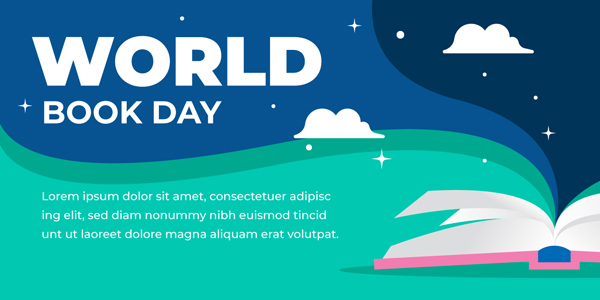 WORLD
BOOK DAY
Lorem ipsum dolor sit amet, consectetuer adipisc
ing elit, sed diam nonummy nibh euismod tincid
unt ut laoreet dolore magna aliquam erat volutpat.